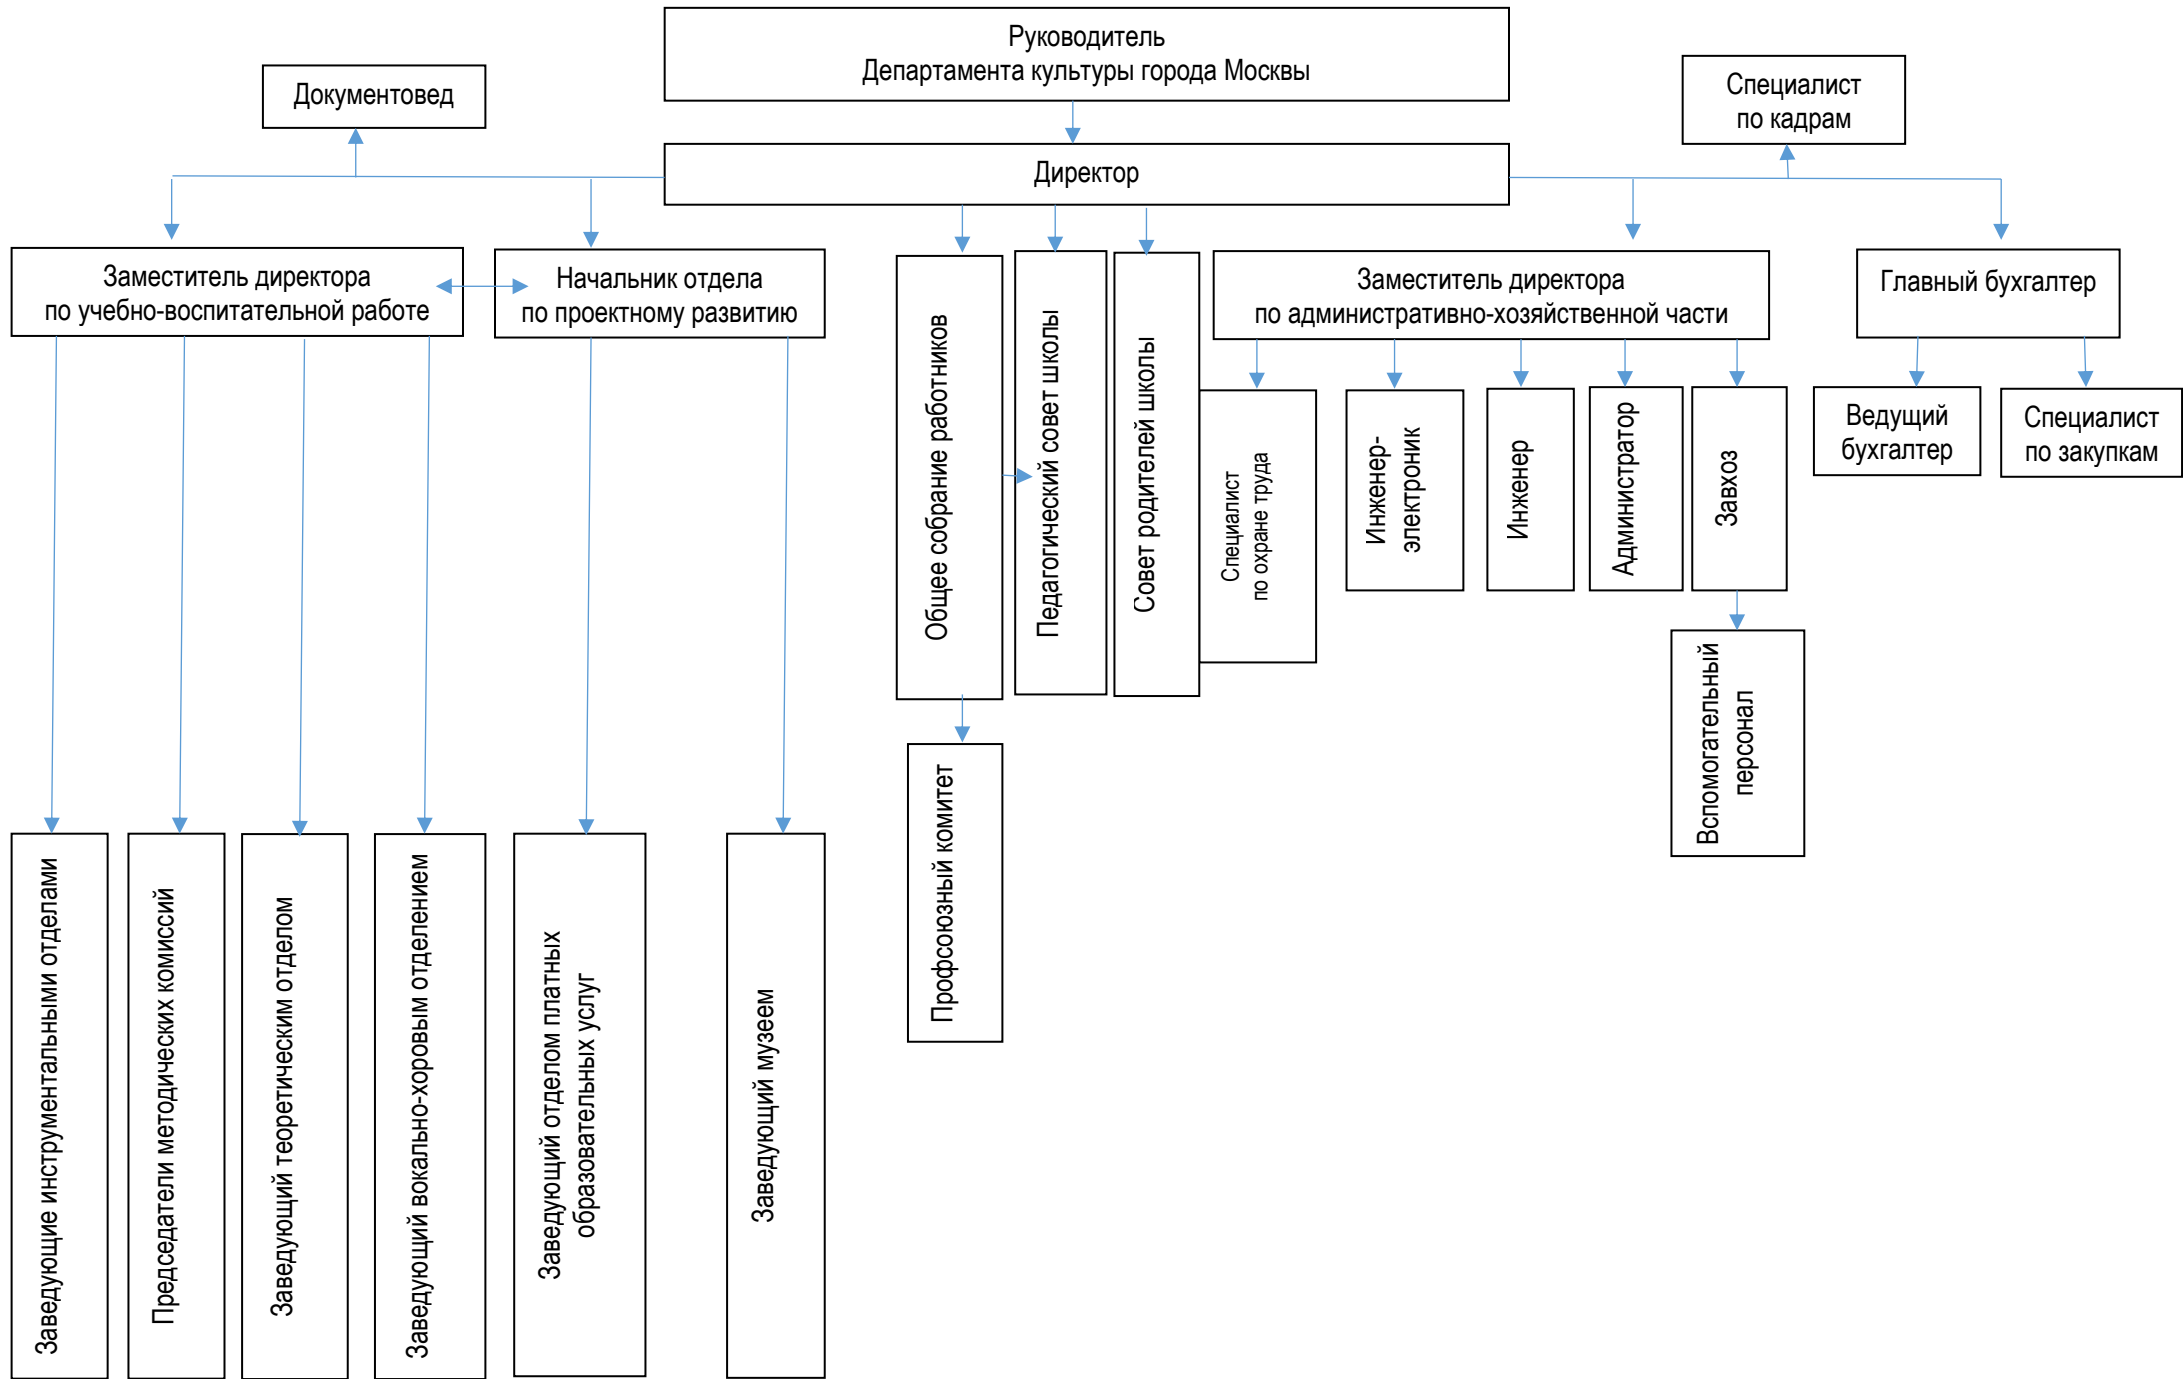 Руководитель
Департамента культуры города Москвы
Документовед
Специалист
по кадрам
Директор
Заместитель директора
по учебно-воспитательной работе
Начальник отдела
по проектному развитию
Общее собрание работников
Педагогический совет школы
Совет родителей школы
Заместитель директора
по административно-хозяйственной части
Главный бухгалтер
Специалист
по охране труда
Инженер-
электроник
Инженер
Администратор
Завхоз
Ведущий
бухгалтер
Специалист
по закупкам
Вспомогательный
персонал
Профсоюзный комитет
Заведующие инструментальными отделами
Председатели методических комиссий
Заведующий теоретическим отделом
Заведующий вокально-хоровым отделением
Заведующий отделом платных
образовательных услуг
Заведующий музеем